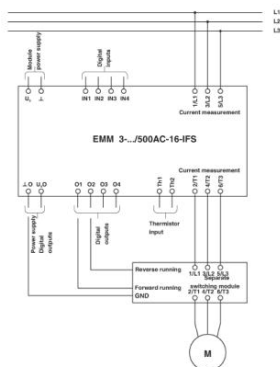 L1
L2
L3
Module
power supply
Digital
inputs
IN1 IN2 IN3 IN4
1/L1 3/L2 5/L3
Current measurement
EMM 3-.../500AC-16-IFS
Current measurement
O1 O2 O3 O4
Th1 Th2
2/T1 4/T2 6/T3
Power supply
Digital
outputs
Digital
outputs
Thermistor
input
Reverse running
1/L1 3/L2 5/L3
Separate
switching module
Forward running
GND
2/T1 4/T2 6/T3
M